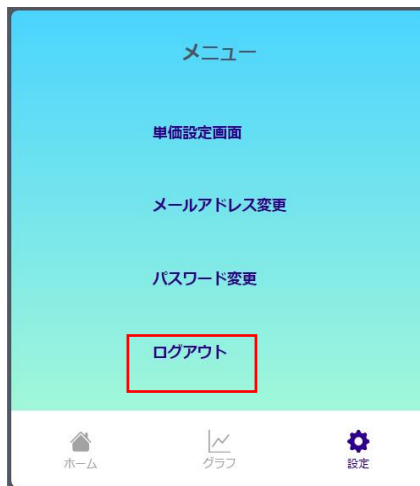 メニュー
単価設定画面
メールアドレス変更
パスワード変更
ログアウト
ホーム
グラフ
設定